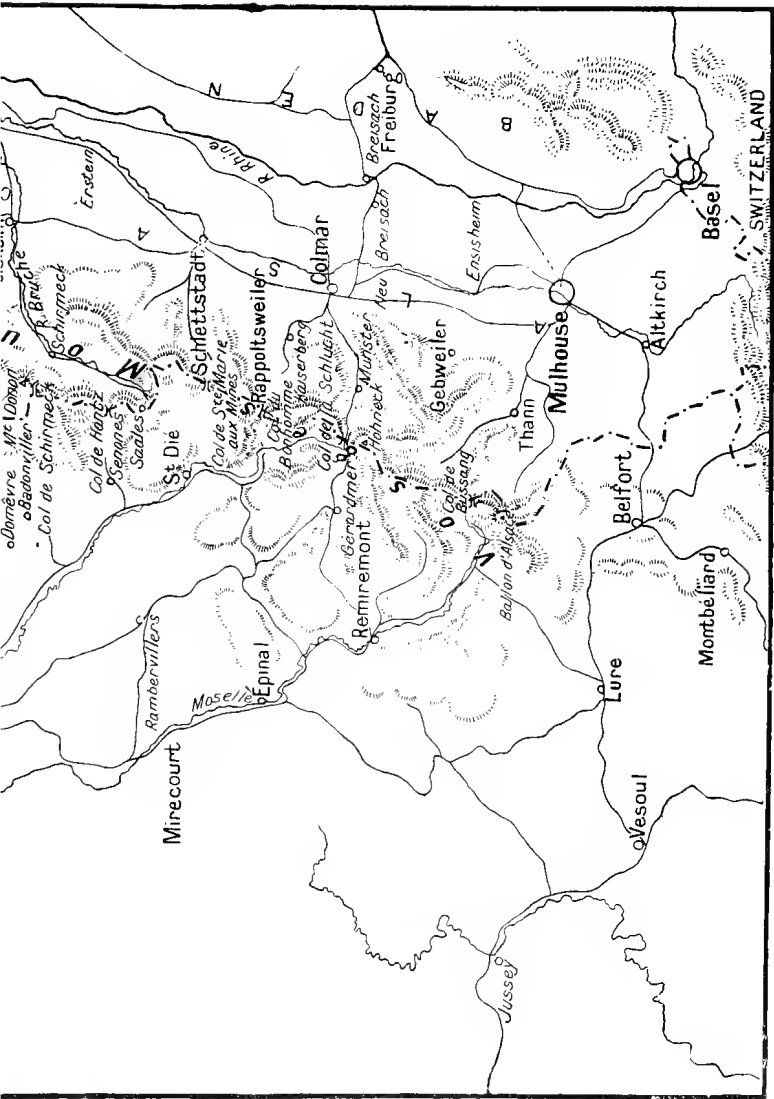 Domêvre
Mt Donon
Badonviller
Col de Schirmeck
R. Bruche
Schirmeck
Erstein
Col de Hantz
Senones
Saales
St Dié
Col de Ste Marie
aux Mines
Schlettstadt
Rappoltsweiler
Col du
Bonhomme
Kaiserberg
Col de la Schlucht
Colmar
Munster
Hohneck
Gérardmer
Remiremont
Rambervillers
Moselle
Epinal
Mirecourt
R. Rhine
Breisach
Freiburg
Neu Breisach
Ensisheim
Gebweiler
Thann
Mulhouse
Altkirch
Basel
SWITZERLAND
Col de
Bussang
Ballon d'Alsace
Belfort
Montbéliard
Lure
Vesoul
Jussey
B A D E N
A L S A
V O S
M O U